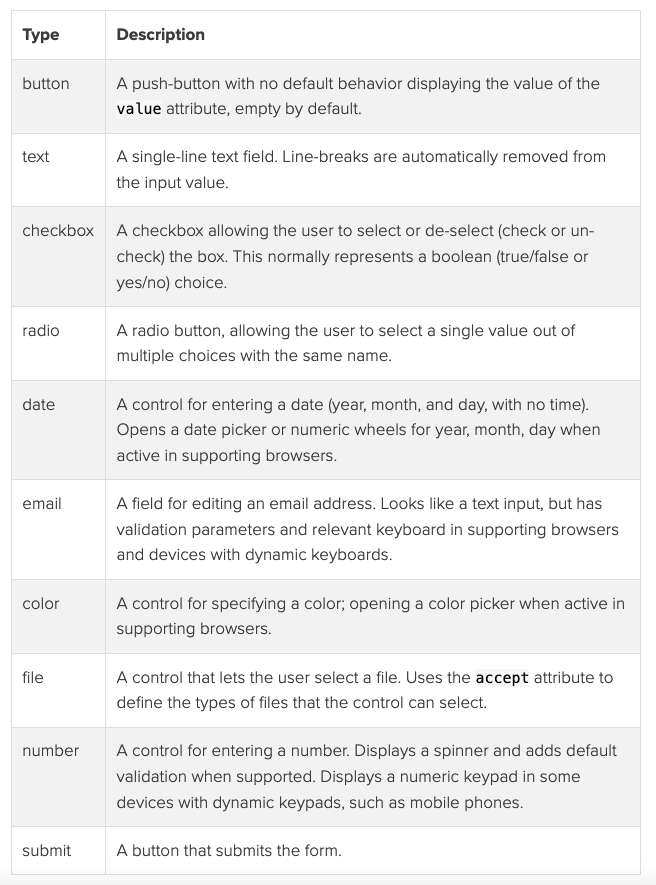 Type Description
button A push-button with no default behavior displaying the value of the
value attribute, empty by default.
text A single-line text field. Line-breaks are automatically removed from
the input value.
checkbox A checkbox allowing the user to select or de-select (check or un-
check) the box. This normally represents a boolean (true/false or
yes/no) choice.
radio A radio button, allowing the user to select a single value out of
multiple choices with the same name.
date A control for entering a date (year, month, and day, with no time).
Opens a date picker or numeric wheels for year, month, day when
active in supporting browsers.
email A field for editing an email address. Looks like a text input, but has
validation parameters and relevant keyboard in supporting browsers
and devices with dynamic keyboards.
color A control for specifying a color; opening a color picker when active in
supporting browsers.
file A control that lets the user select a file. Uses the accept attribute to
define the types of files that the control can select.
number A control for entering a number. Displays a spinner and adds default
validation when supported. Displays a numeric keypad in some
devices with dynamic keypads, such as mobile phones.
submit A button that submits the form.